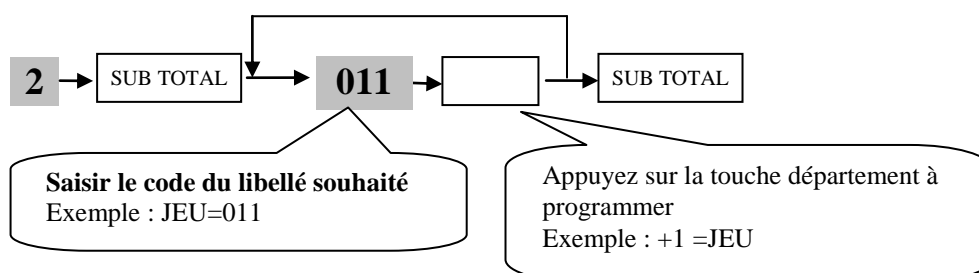 2 SUB TOTAL 011 SUB TOTAL
Saisir le code du libellé souhaité
Exemple : JEU=011
Appuyez sur la touche département à
programmer
Exemple : +1 =JEU